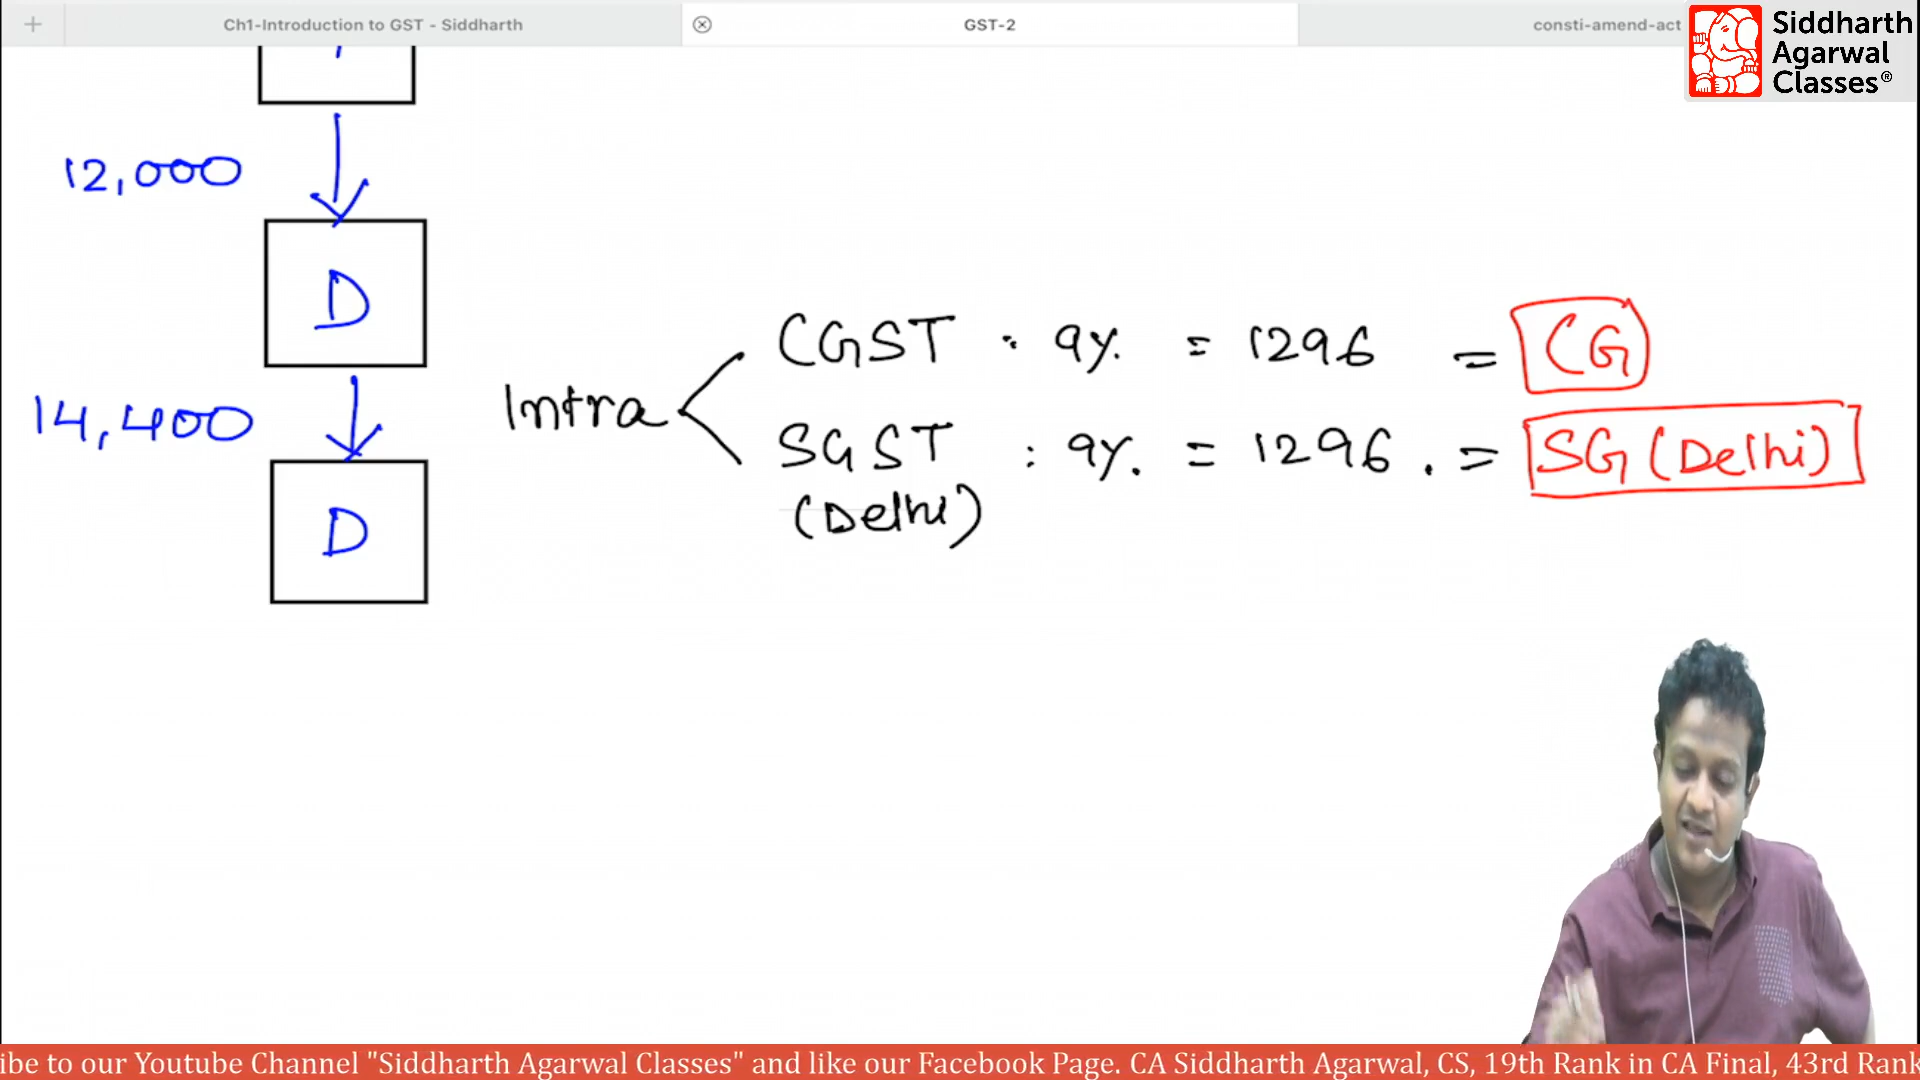 Ch1-Introduction to GST - Siddharth
GST-2
consti-amend-act
Siddharth
Agarwal
Classes®
12,000
D
14,400
D
Intra
CGST : 9%. = 1296 = CG
SGST : 9%. = 1296. = SG (Delhi)
(Delhi)
ibe to our Youtube Channel "Siddharth Agarwal Classes" and like our Facebook Page. CA Siddharth Agarwal, CS, 19th Rank in CA Final, 43rd Rank